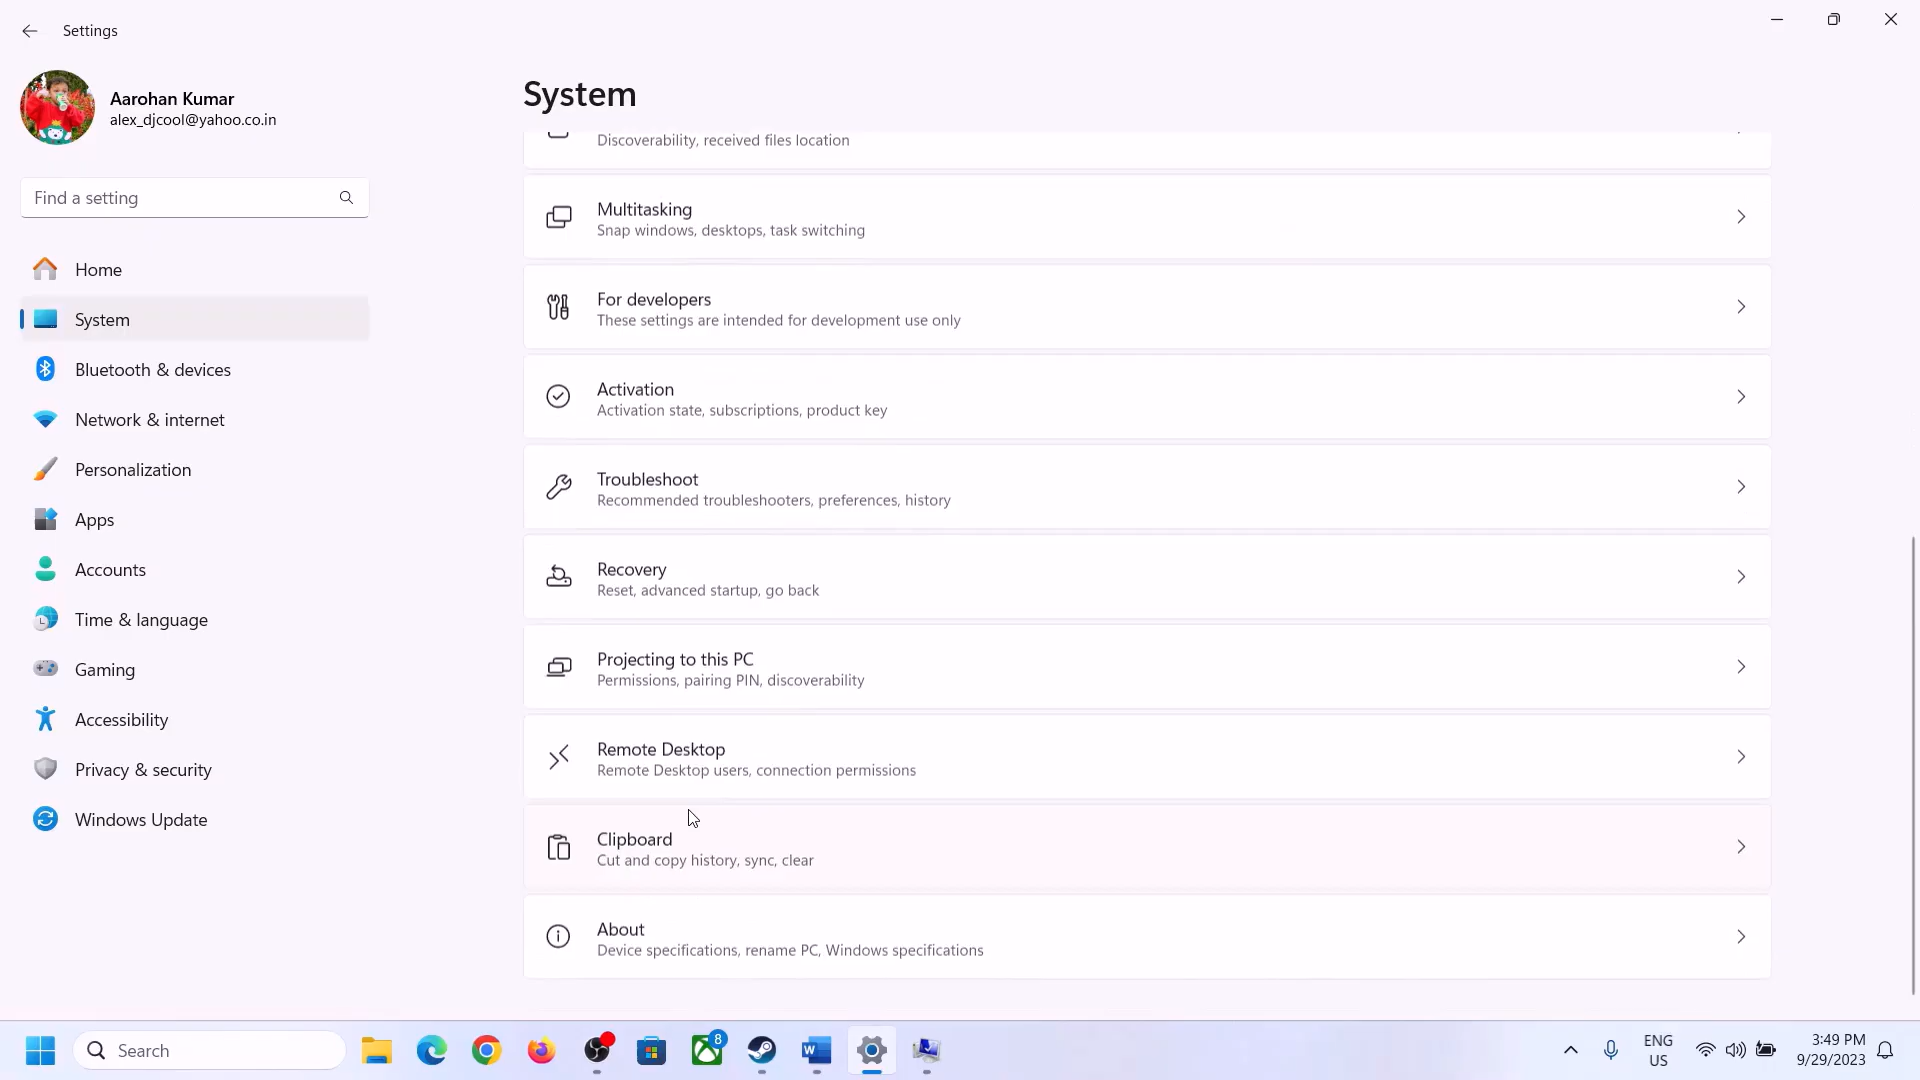 Settings
Aarohan Kumar
alex_djcool@yahoo.co.in
Find a setting
Home
System
Bluetooth & devices
Network & internet
Personalization
Apps
Accounts
Time & language
Gaming
Accessibility
Privacy & security
Windows Update
System
Discoverability, received files location
Multitasking
Snap windows, desktops, task switching
For developers
These settings are intended for development use only
Activation
Activation state, subscriptions, product key
Troubleshoot
Recommended troubleshooters, preferences, history
Recovery
Reset, advanced startup, go back
Projecting to this PC
Permissions, pairing PIN, discoverability
Remote Desktop
Remote Desktop users, connection permissions
Clipboard
Cut and copy history, sync, clear
About
Device specifications, rename PC, Windows specifications
Search
8
W
ENG
US
3:49 PM
9/29/2023